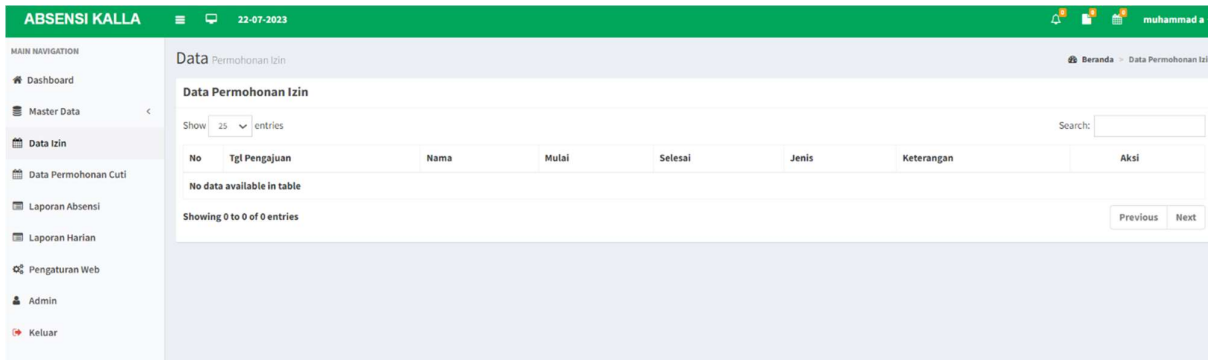 ABSENSI KALLA
22-07-2023
0 0 0 muhammad a
MAIN NAVIGATION
Dashboard
Master Data
Data Izin
Data Permohonan Cuti
Laporan Absensi
Laporan Harian
Pengaturan Web
Admin
Keluar
Data Permohonan Izin
Beranda > Data Permohonan Izi
Data Permohonan Izin
Show 25 entries
Search:
No Tgl Pengajuan Nama Mulai Selesai Jenis Keterangan Aksi
No data available in table
Showing 0 to 0 of 0 entries
Previous Next